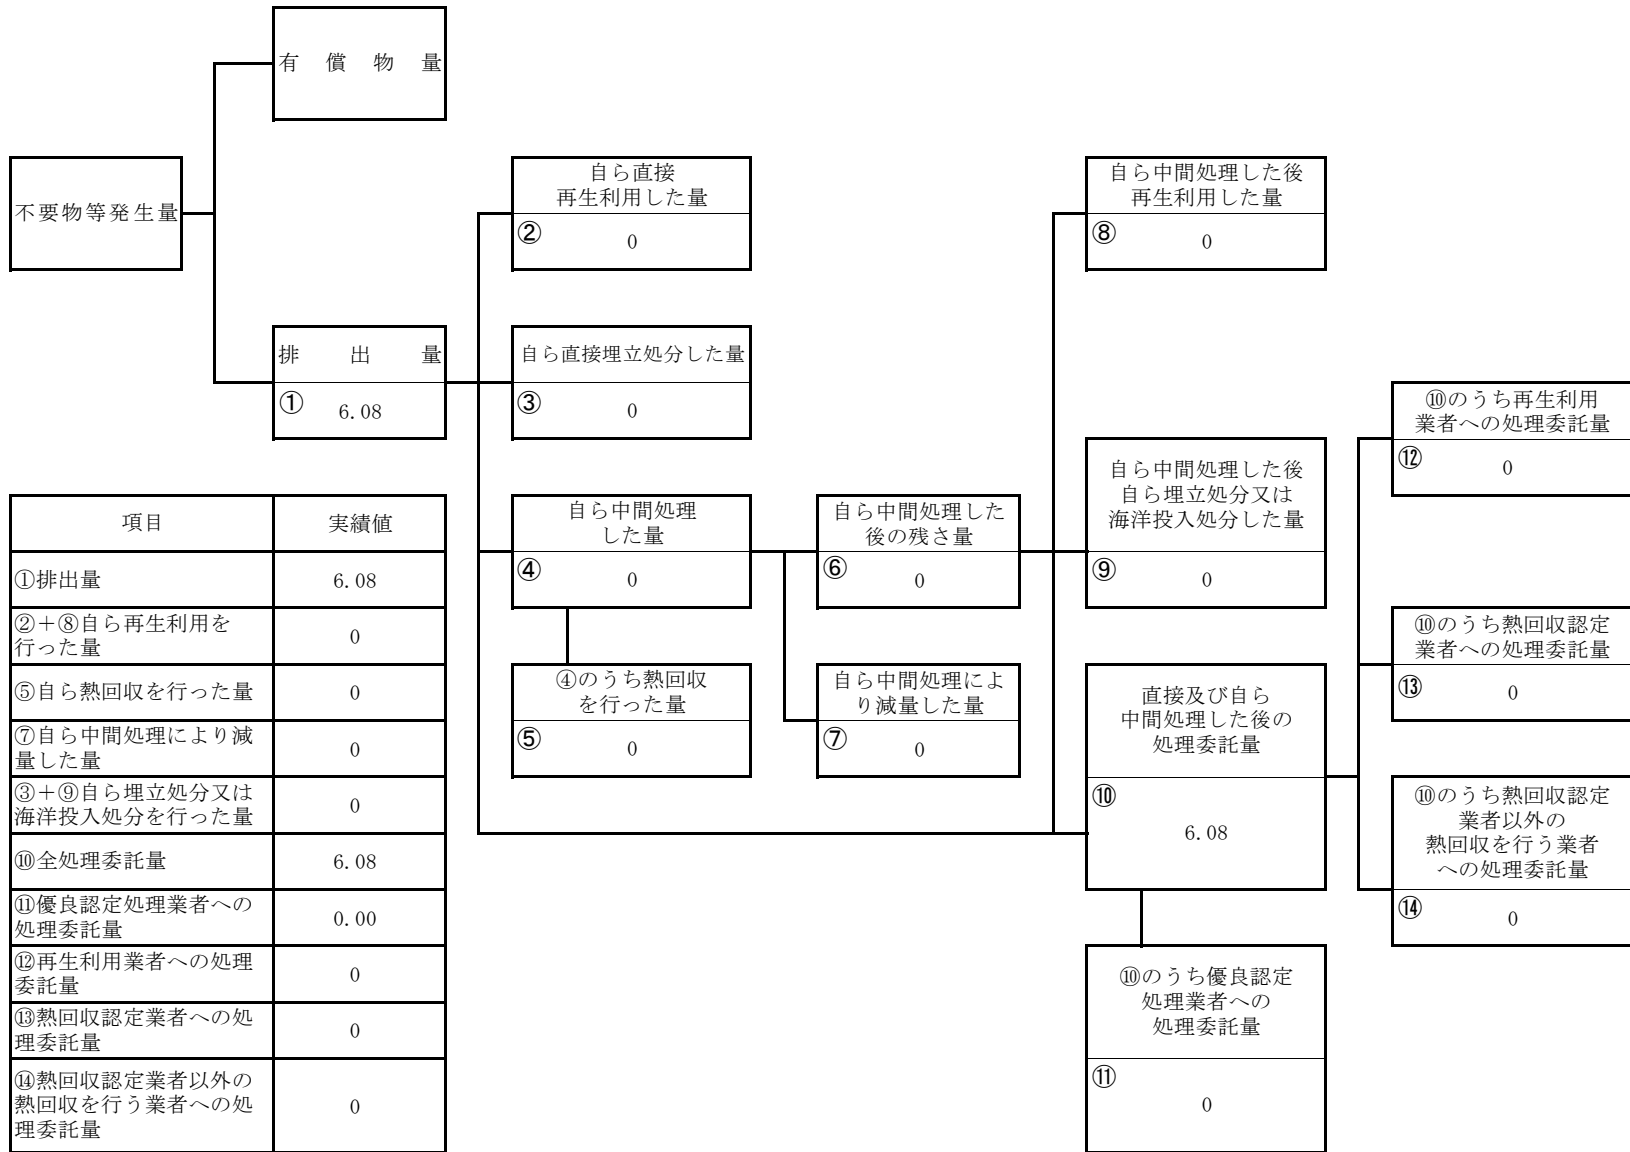 有償物量
不要物等発生量
排出量
① 6.08
自ら直接
再生利用した量
② 0
自ら直接埋立処分した量
③ 0
自ら中間処理
した量
④ 0
④のうち熱回収
を行った量
⑤ 0
自ら中間処理した
後の残さ量
⑥ 0
自ら中間処理によ
り減量した量
⑦ 0
自ら中間処理した後
再生利用した量
⑧ 0
自ら中間処理した後
自ら埋立処分又は
海洋投入処分した量
⑨ 0
直接及び自ら
中間処理した後の
処理委託量
⑩
6.08
⑩のうち優良認定
処理業者への
処理委託量
⑪
0
⑩のうち再生利用
業者への処理委託量
⑫ 0
⑩のうち熱回収認定
業者への処理委託量
⑬ 0
⑩のうち熱回収認定
業者以外の
熱回収を行う業者
への処理委託量
⑭ 0
項目 実績値
①排出量 6.08
②+⑧自ら再生利用を
行った量 0
⑤自ら熱回収を行った量 0
⑦自ら中間処理により減
量した量 0
③+⑨自ら埋立処分又は
海洋投入処分を行った量 0
⑩全処理委託量 6.08
⑪優良認定処理業者への
処理委託量 0.00
⑫再生利用業者への処理
委託量 0
⑬熱回収認定業者への処
理委託量 0
⑭熱回収認定業者以外の
熱回収を行う業者への処
理委託量 0